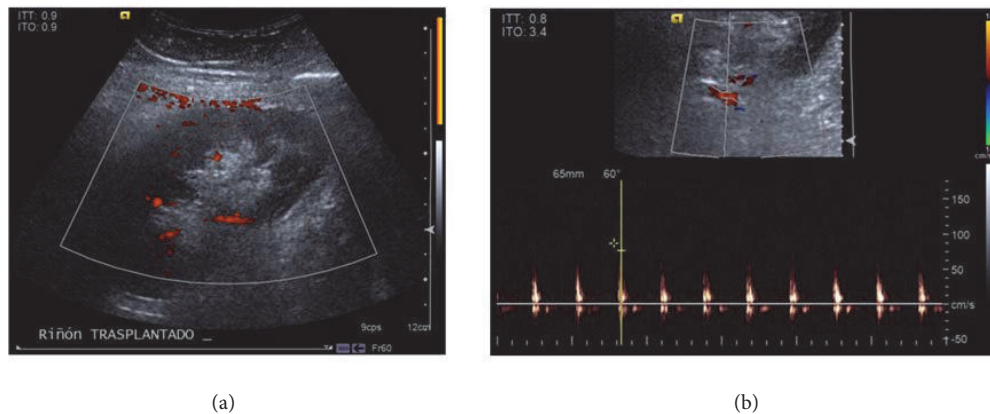 ITT: 0.9
ITO: 0.9
Riñón TRASPLANTADO _
9cps
12cm
Fr60
(a)
ITT: 0.8
ITO: 3.4
cm/s
65mm 60°
150
100
50
cm/s
-50
(b)